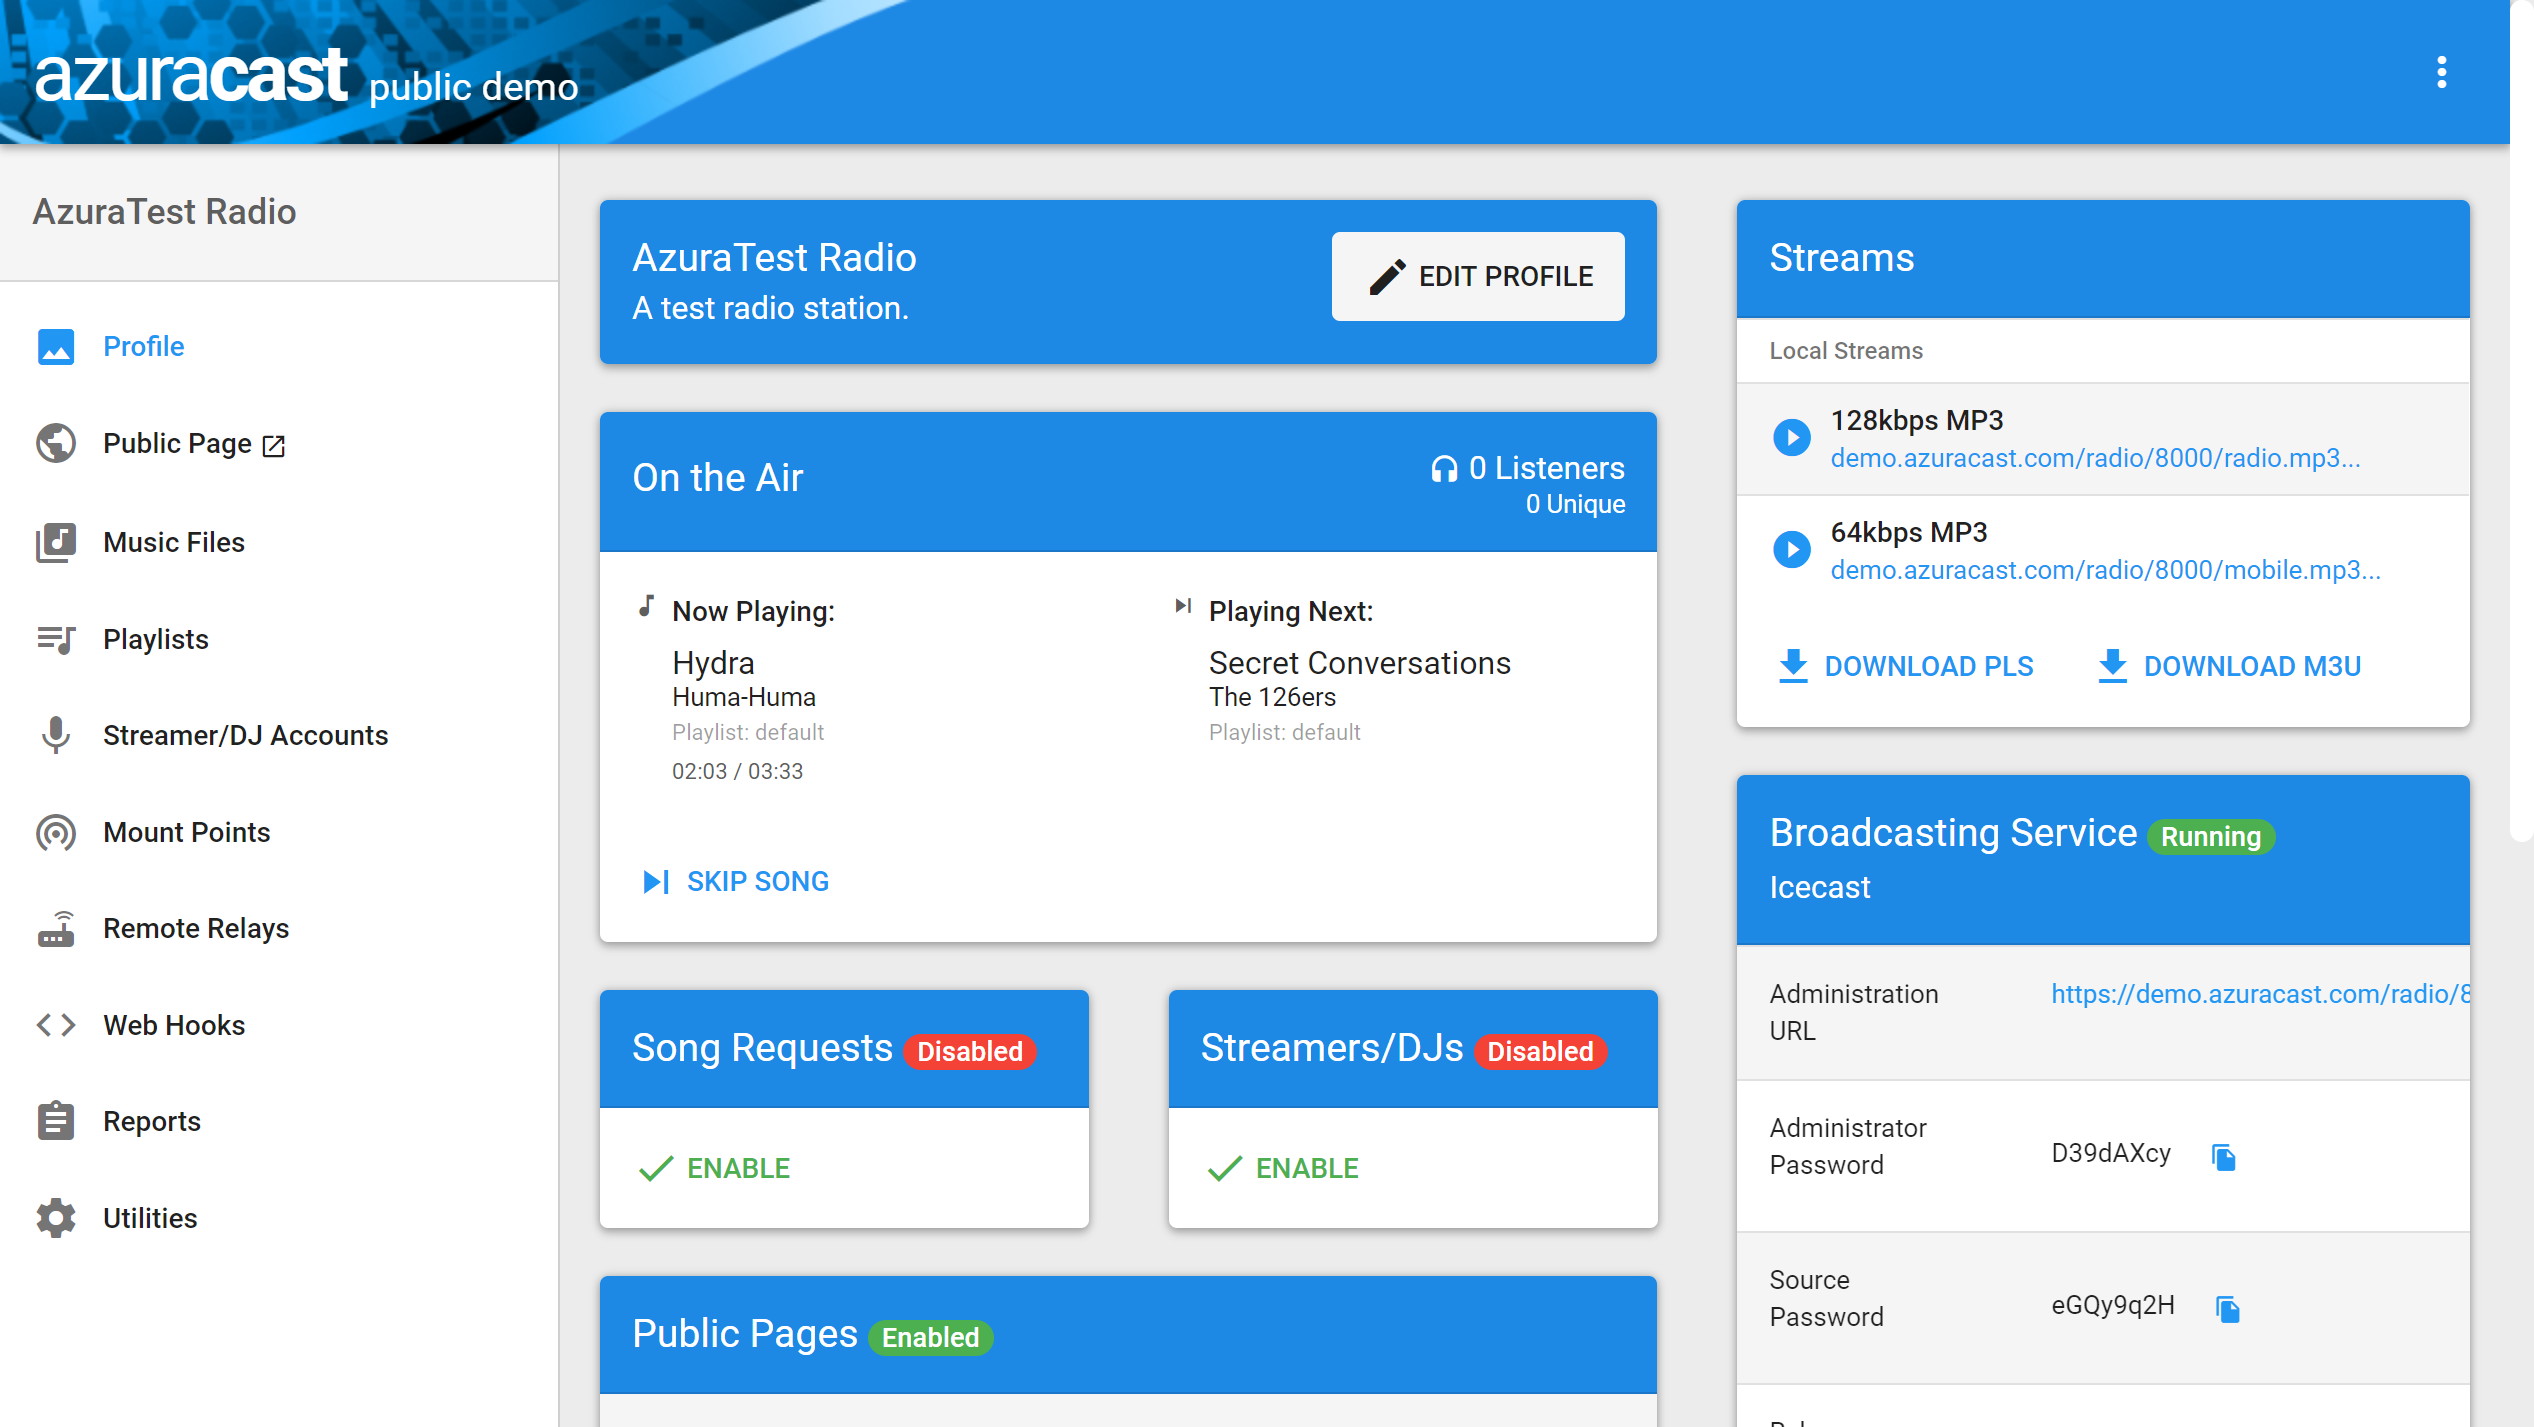 azuracast public demo
AzuraTest Radio
Profile
Public Page
Music Files
Playlists
Streamer/DJ Accounts
Mount Points
Remote Relays
Web Hooks
Reports
Utilities
AzuraTest Radio
A test radio station.
EDIT PROFILE
On the Air
0 Listeners
0 Unique
Now Playing:
Hydra
Huma-Huma
Playlist: default
02:03 / 03:33
Playing Next:
Secret Conversations
The 126ers
Playlist: default
SKIP SONG
Song Requests Disabled
ENABLE
Streamers/DJs Disabled
ENABLE
Public Pages Enabled
Streams
Local Streams
128kbps MP3
demo.azuracast.com/radio/8000/radio.mp3...
64kbps MP3
demo.azuracast.com/radio/8000/mobile.mp3...
DOWNLOAD PLS
DOWNLOAD M3U
Broadcasting Service Running
Icecast
Administration
URL
https://demo.azuracast.com/radio/8
Administrator
Password
D39dAXcy
Source
Password
eGQy9q2H